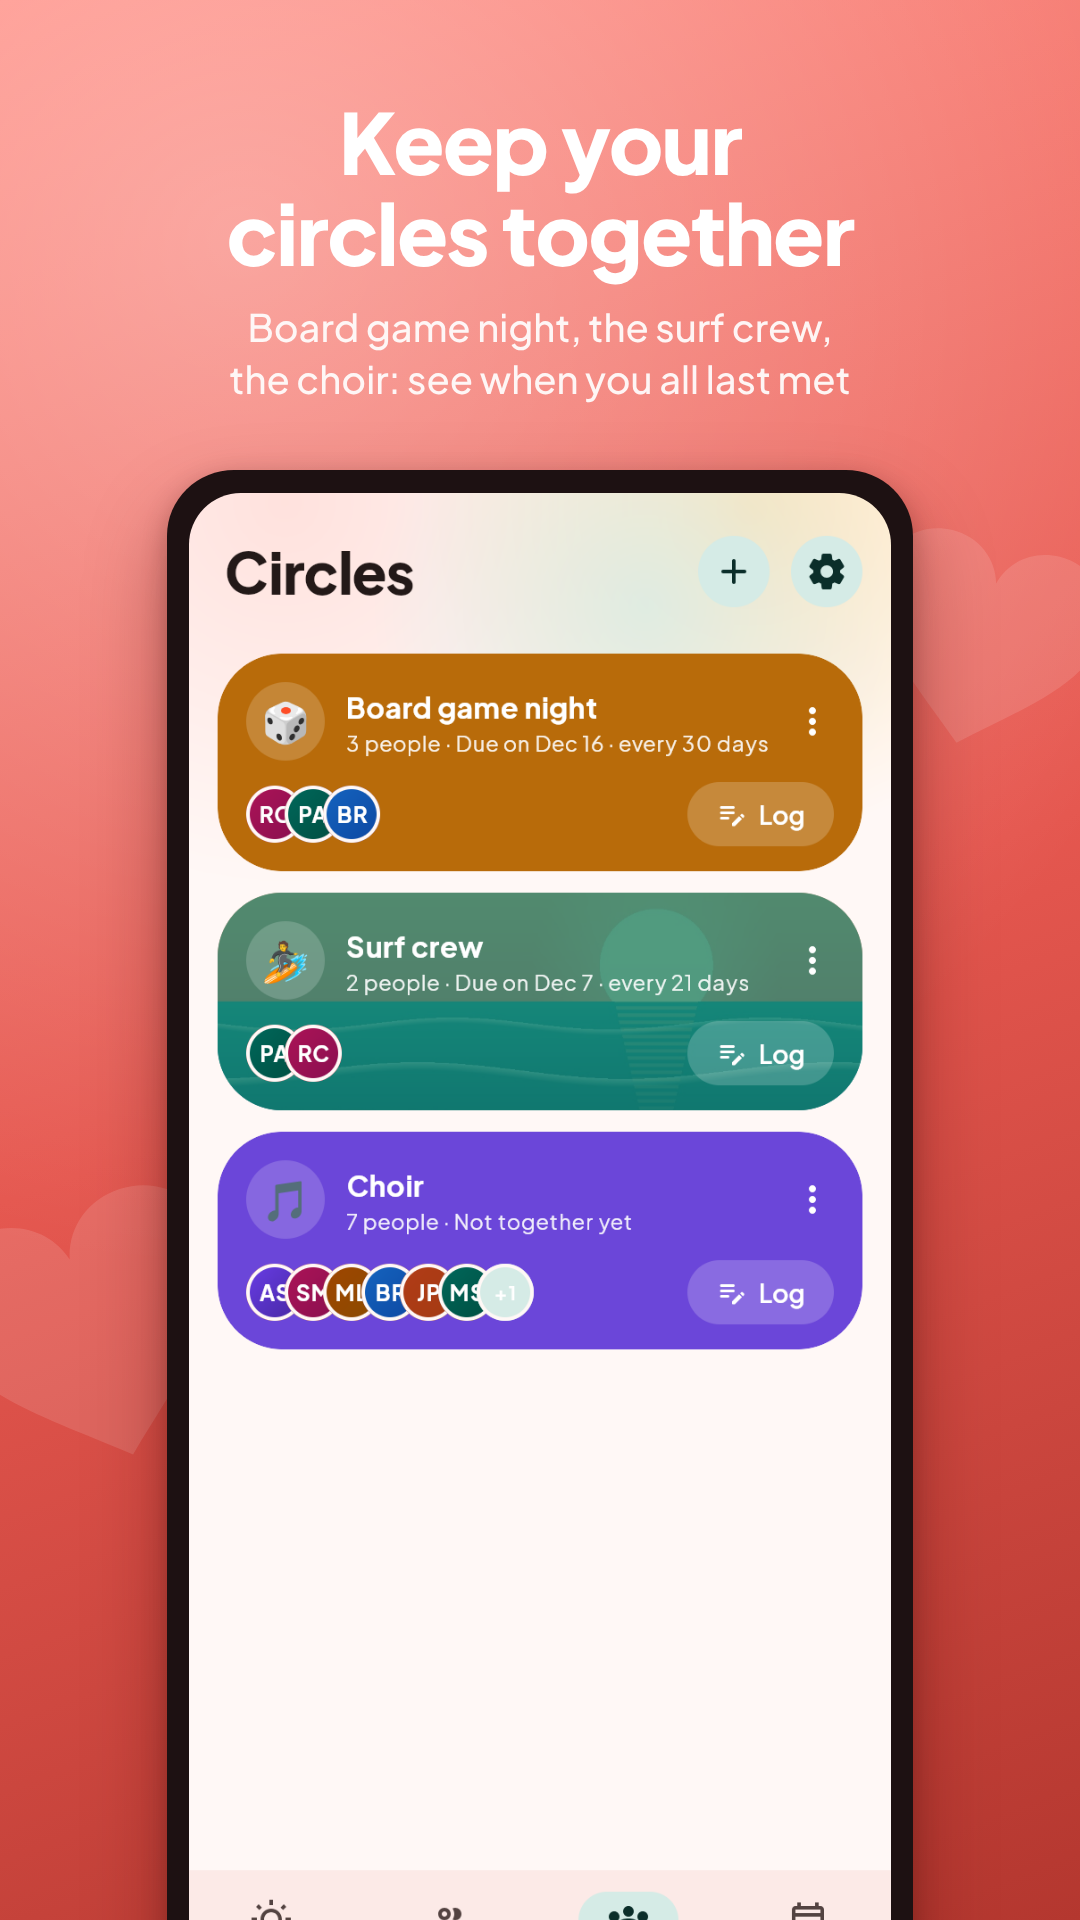 Keep your
circles together
Board game night, the surf crew,
the choir: see when you all last met
Circles
Board game night
3 people · Due on Dec 16 · every 30 days
RC PA BR
Log
Surf crew
2 people · Due on Dec 7 · every 21 days
PA RC
Log
Choir
7 people · Not together yet
AS SM ML BR JP MS +1
Log